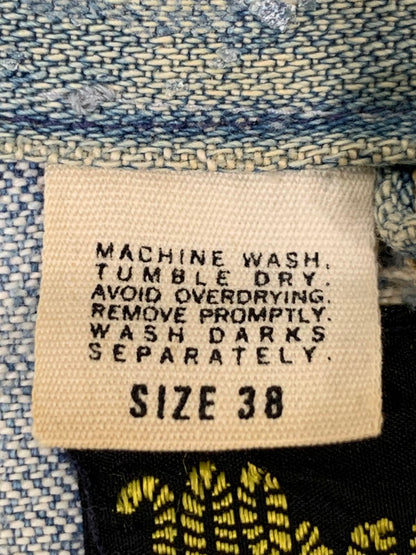 MACHINE WASH.
TUMBLE DRY.
AVOID OVERDRYING.
REMOVE PROMPTLY.
WASH DARKS
SEPARATELY.
SIZE 38